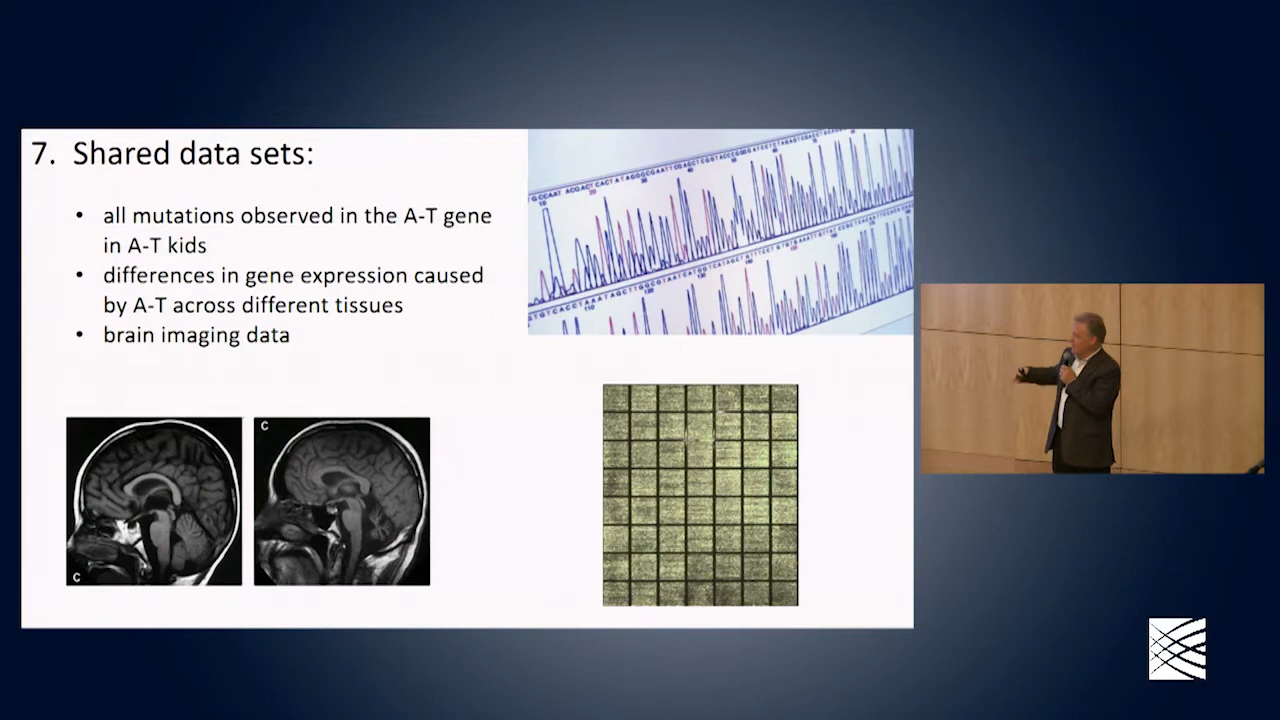 7. Shared data sets:
• all mutations observed in the A-T gene
in A-T kids
• differences in gene expression caused
by A-T across different tissues
• brain imaging data
C
C